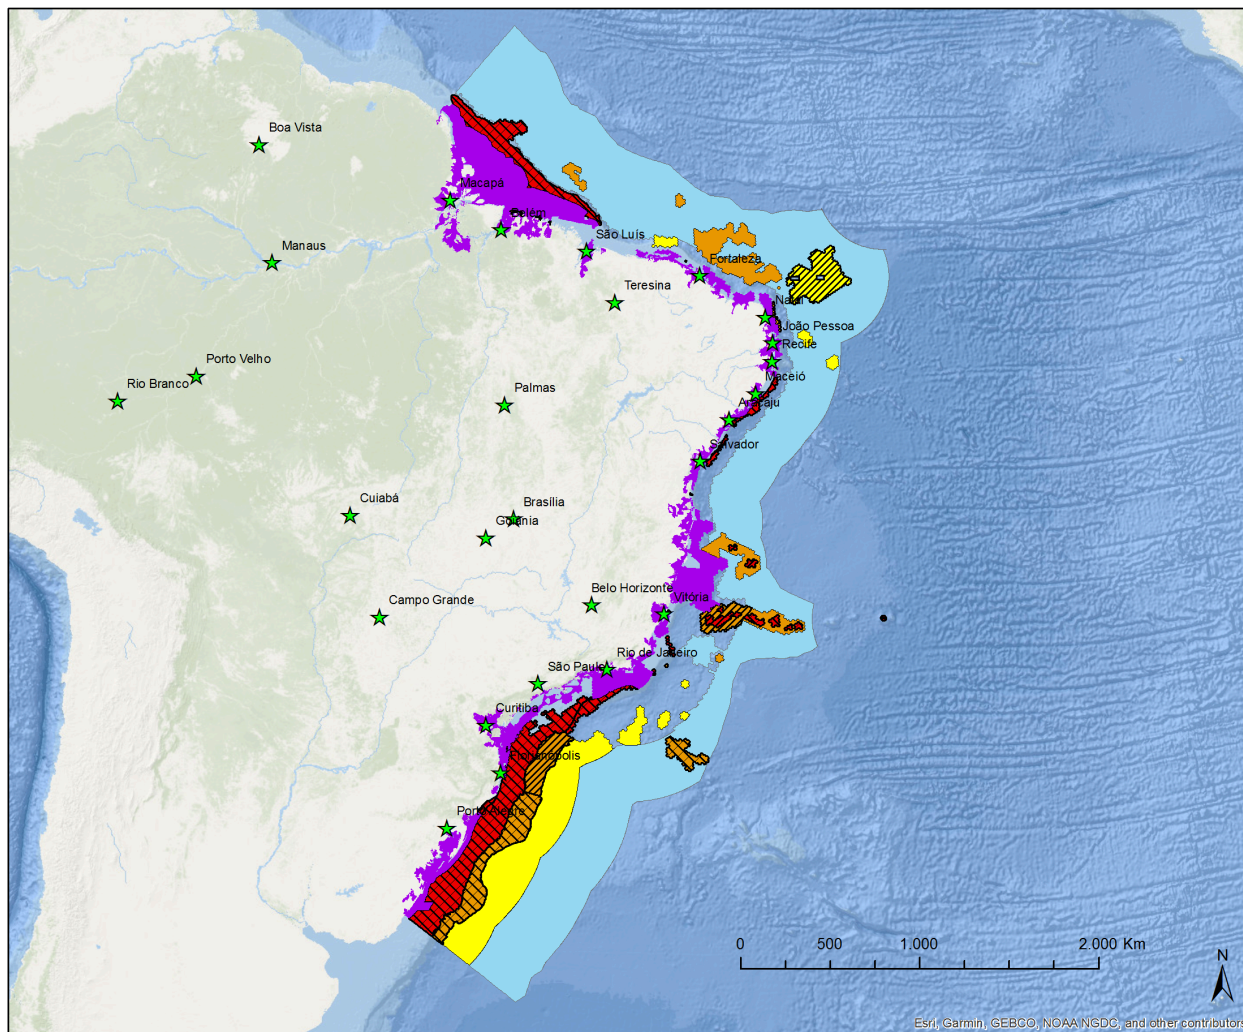 Boa Vista
Macapá
Belém
São Luís
Manaus
Fortaleza
Teresina
Natal
João Pessoa
Recife
Porto Velho
Rio Branco
Palmas
Maceió
Aracaju
Salvador
Cuiabá
Brasília
Goiânia
Belo Horizonte
Vitória
Campo Grande
Rio de Janeiro
São Paulo
Curitiba
Florianópolis
Porto Alegre
0 500 1.000 2.000 Km
N
Esri, Garmin, GEBCO, NOAA NGDC, and other contributors